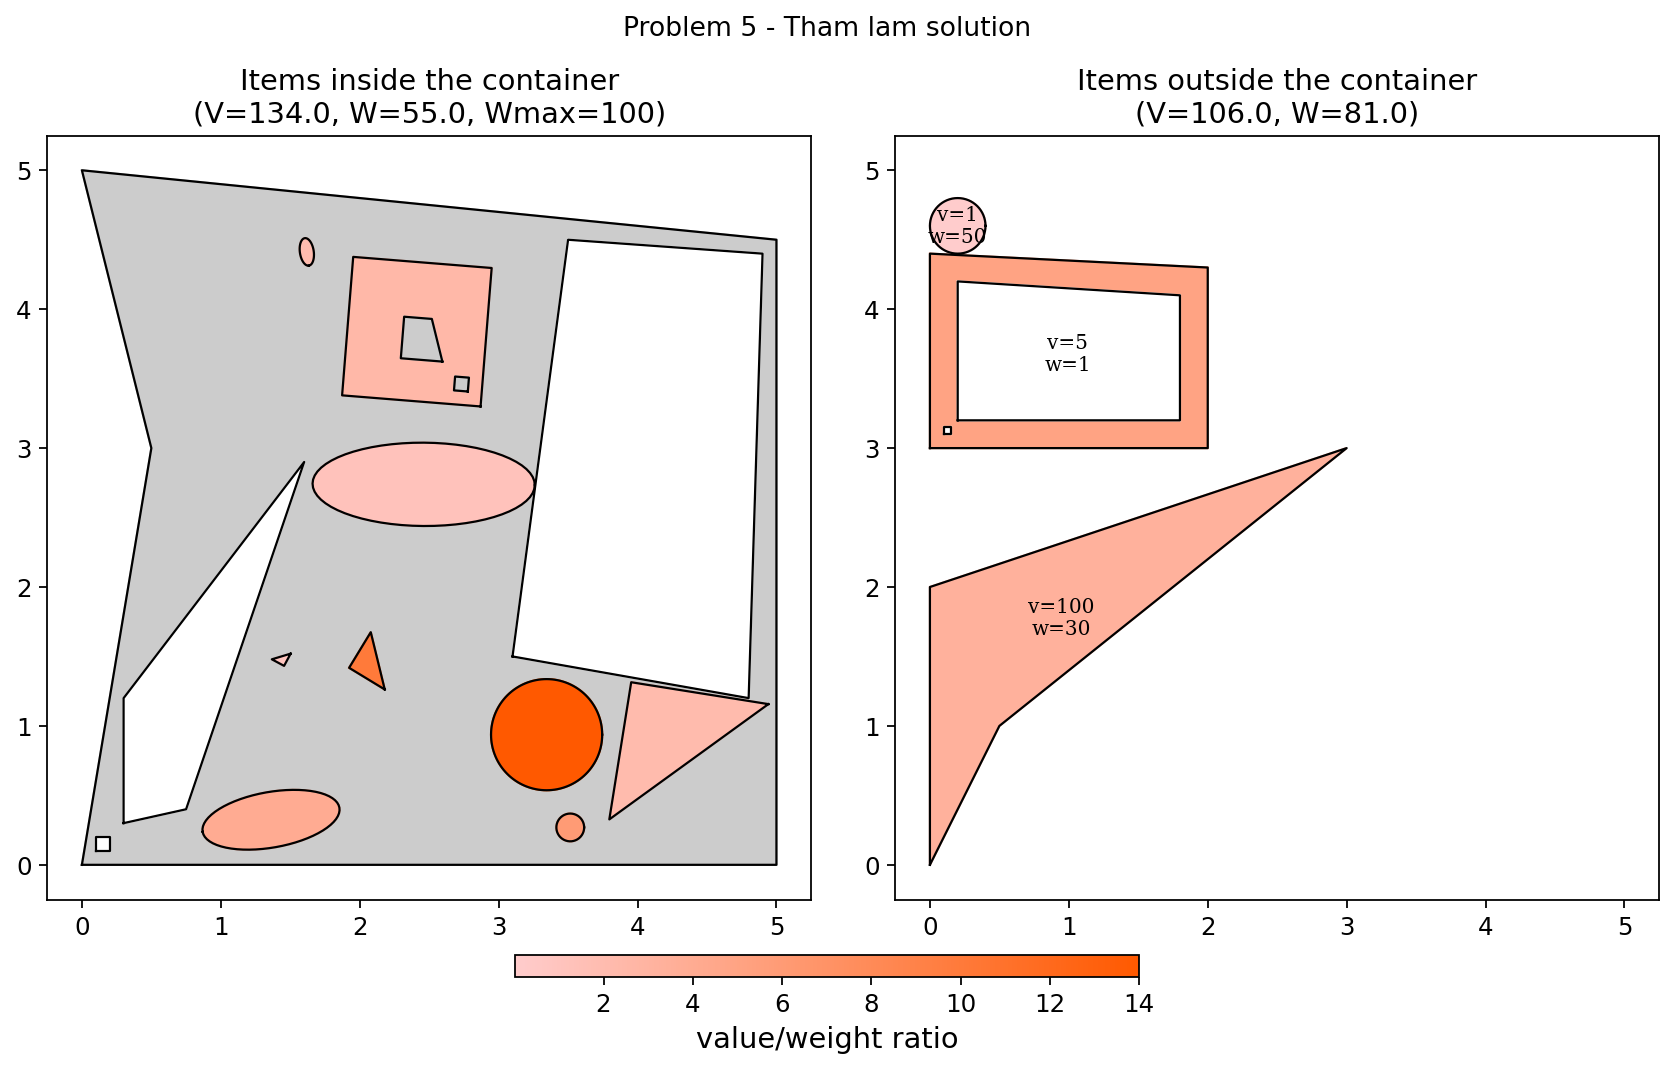 Problem 5 - Tham lam solution
Items inside the container
(V=134.0, W=55.0, Wmax=100)
5
4
3
2
1
0
0 1 2 3 4 5
Items outside the container
(V=106.0, W=81.0)
5
4
3
2
1
0
v=1
w=50
v=5
w=1
v=100
w=30
0 1 2 3 4 5
2 4 6 8 10 12 14
value/weight ratio